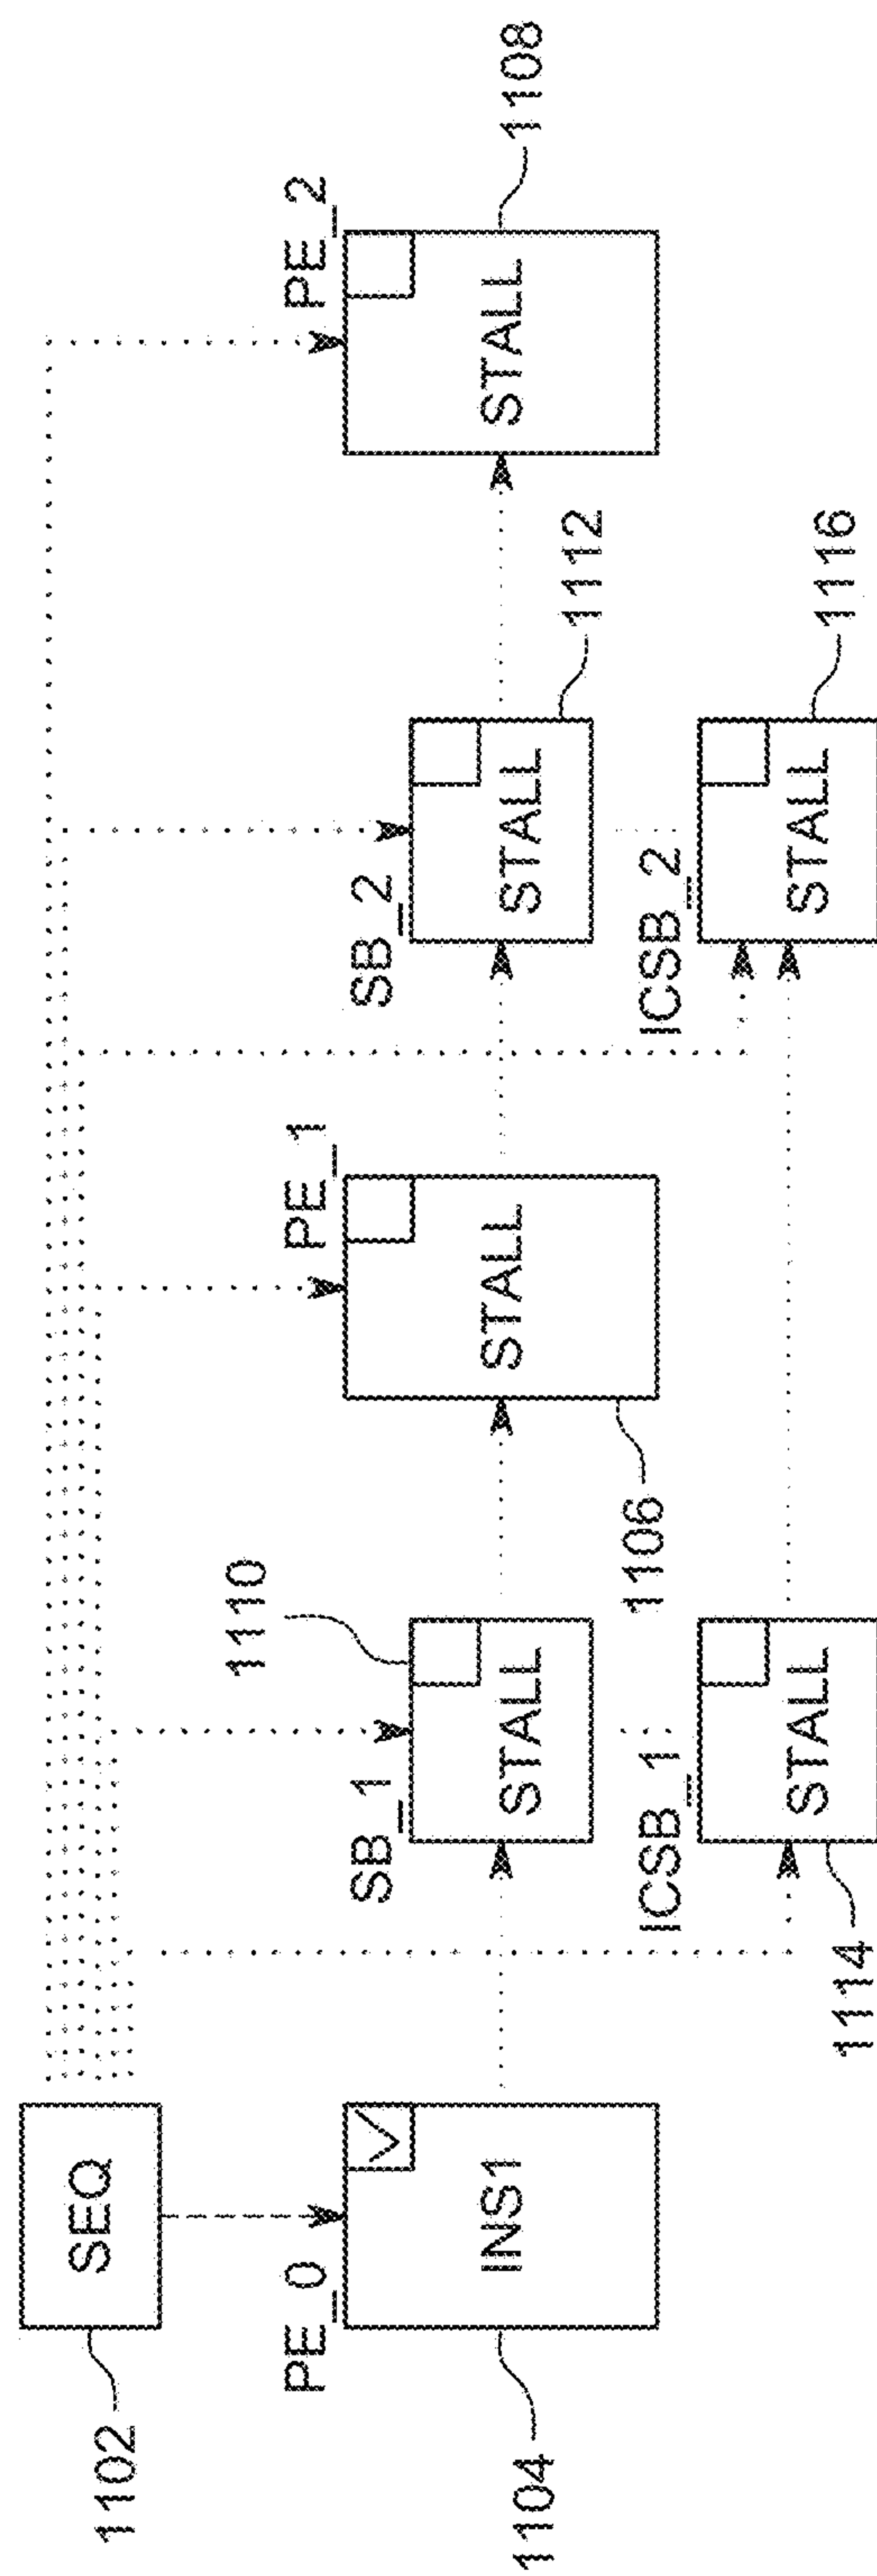 1102
SEQ
PE_0
INS1
1104
SB_1
STALL
1110
ICSB_1
STALL
1114
PE_1
STALL
1106
SB_2
STALL
1112
ICSB_2
STALL
1116
PE_2
STALL
1108